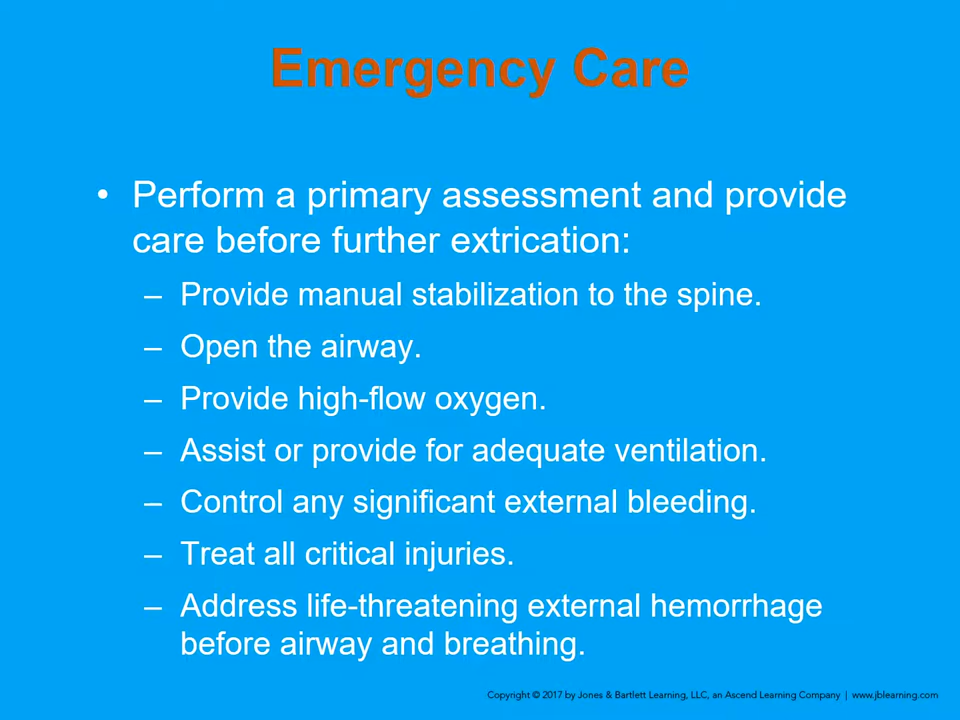 Emergency Care
• Perform a primary assessment and provide
care before further extrication:
– Provide manual stabilization to the spine.
– Open the airway.
– Provide high-flow oxygen.
– Assist or provide for adequate ventilation.
– Control any significant external bleeding.
– Treat all critical injuries.
– Address life-threatening external hemorrhage
before airway and breathing.
Copyright © 2017 by Jones & Bartlett Learning, LLC, an Ascend Learning Company | www.jblearning.com